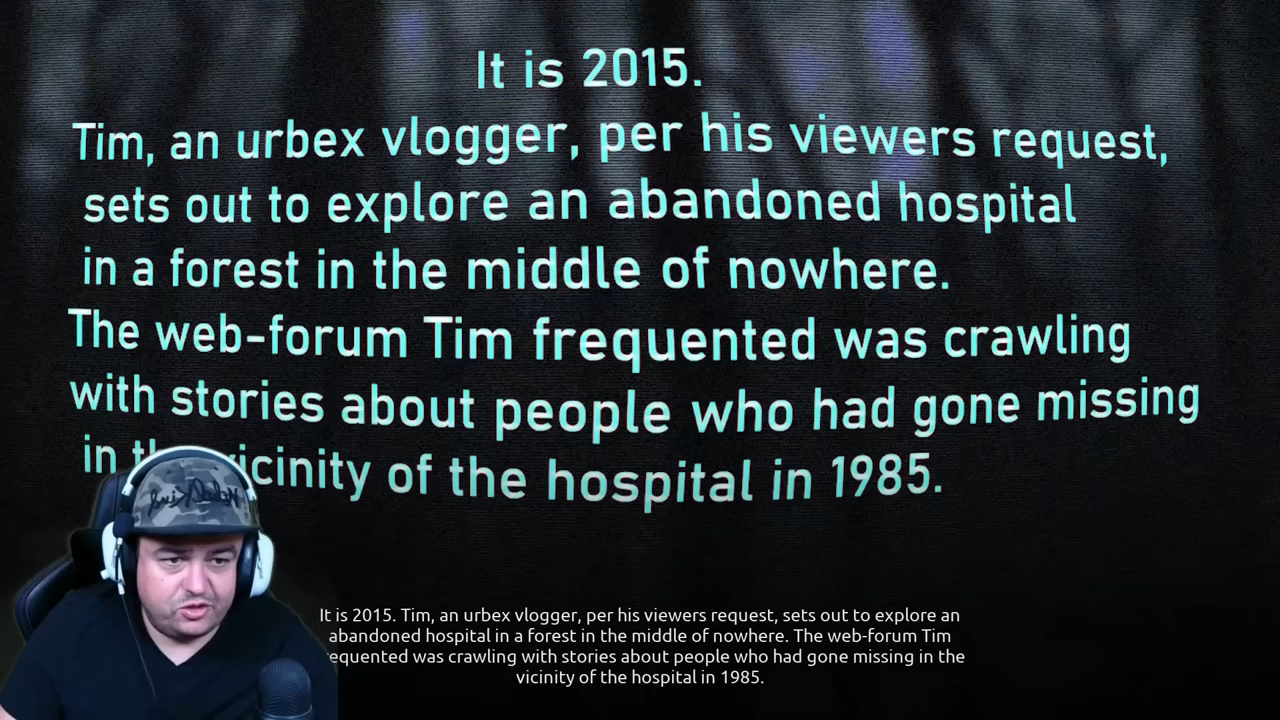 It is 2015.
Tim, an urbex vlogger, per his viewers request,
sets out to explore an abandoned hospital
in a forest in the middle of nowhere.
The web-forum Tim frequented was crawling
with stories about people who had gone missing
in vicinity of the hospital in 1985.
It is 2015. Tim, an urbex vlogger, per his viewers request, sets out to explore an
abandoned hospital in a forest in the middle of nowhere. The web-forum Tim
equented was crawling with stories about people who had gone missing in the
vicinity of the hospital in 1985.